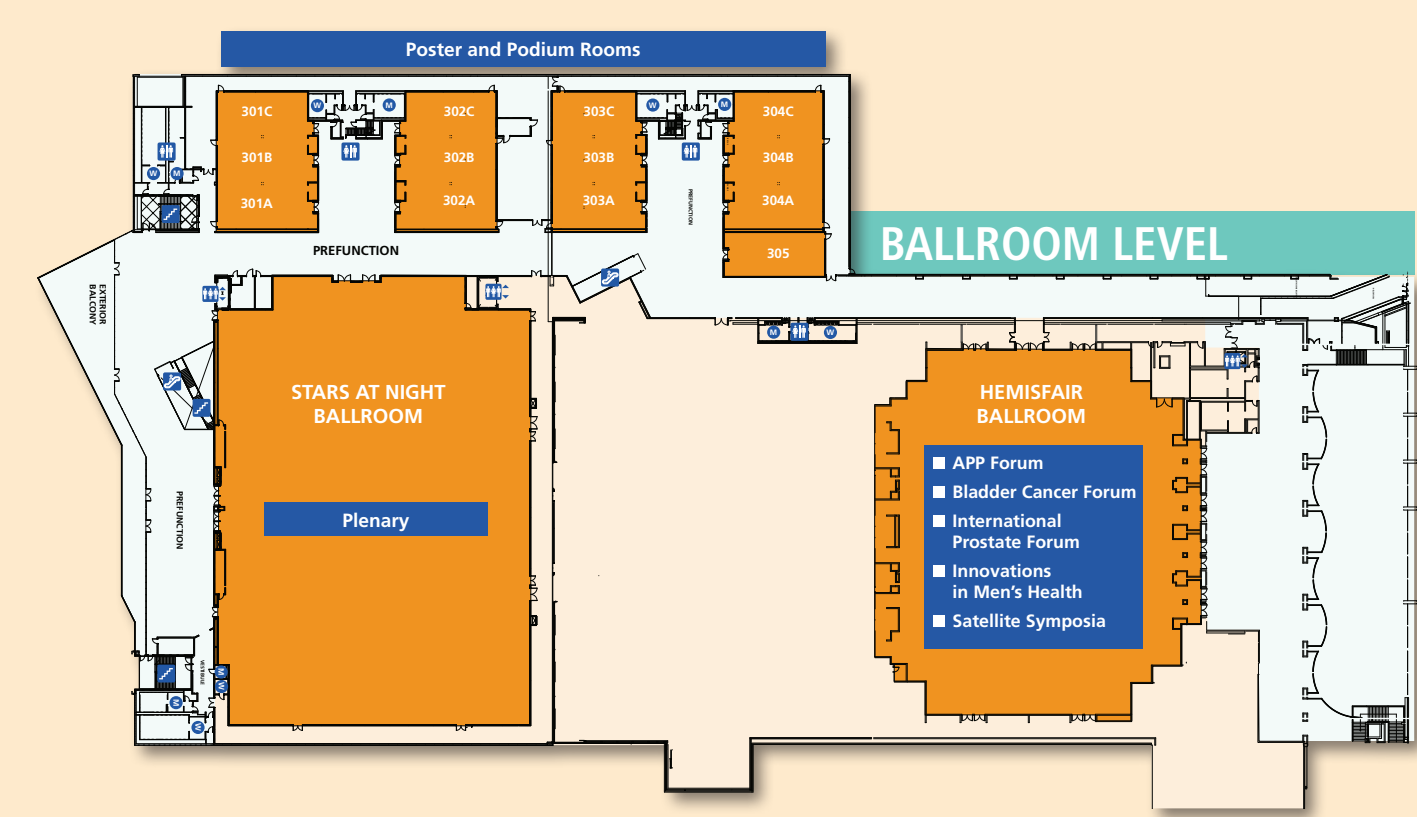 Poster and Podium Rooms
301C
W
M
302C
303C
W
M
304C
301B
302B
303B
304B
W
M
301A
302A
303A
304A
PREFUNCTION
BALLROOM LEVEL
PREFUNCTION
305
EXTERIOR
BALCONY
M
W
STARS AT NIGHT
BALLROOM
HEMISFAIR
BALLROOM
APP Forum
Bladder Cancer Forum
International
Prostate Forum
Innovations
in Men’s Health
Satellite Symposia
Plenary
PREFUNCTION
VESTIBULE
M
W
M
W